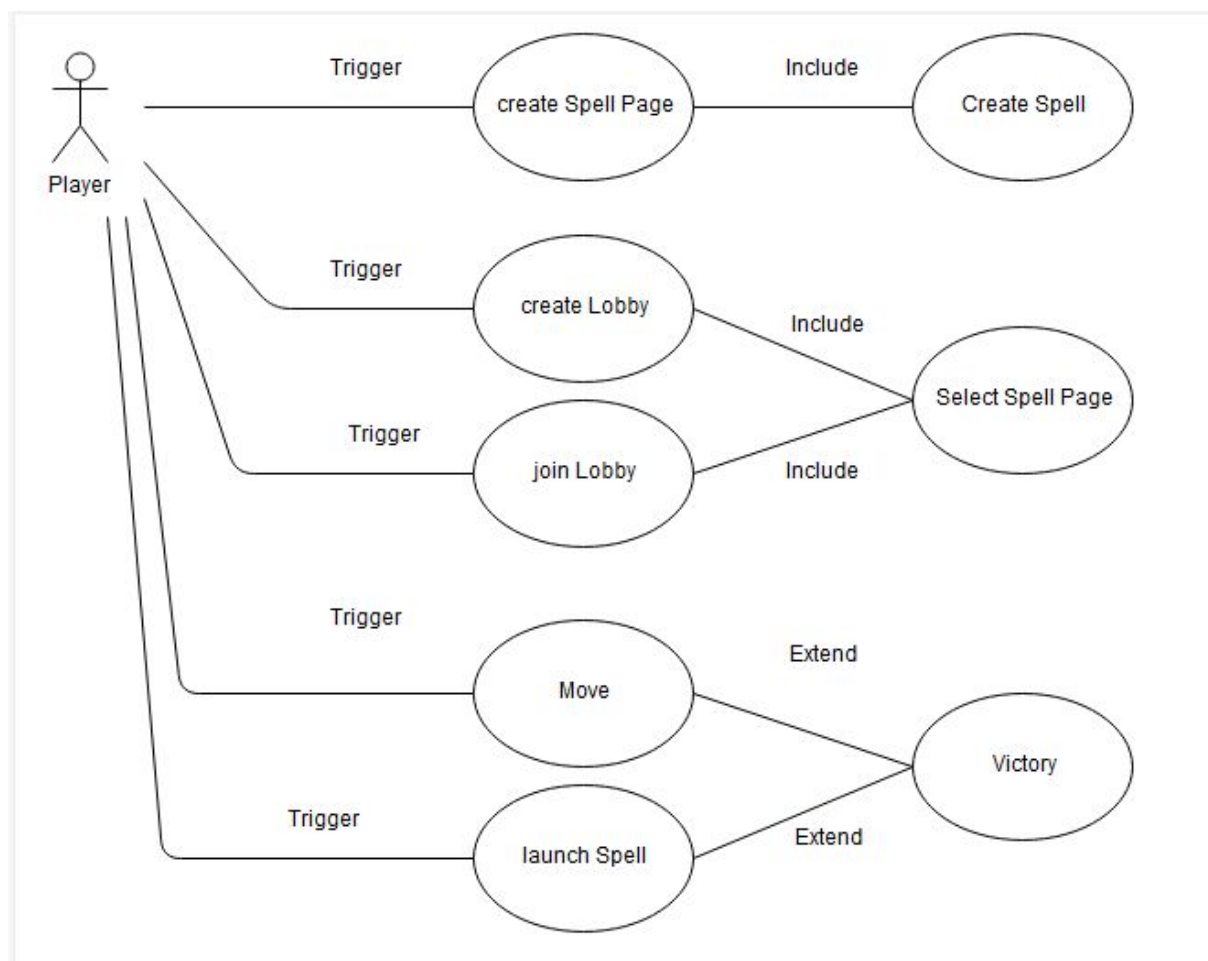 Trigger
create Spell Page
Include
Create Spell
Player
Trigger
create Lobby
Include
Select Spell Page
Trigger
join Lobby
Include
Trigger
Move
Extend
Victory
Trigger
launch Spell
Extend